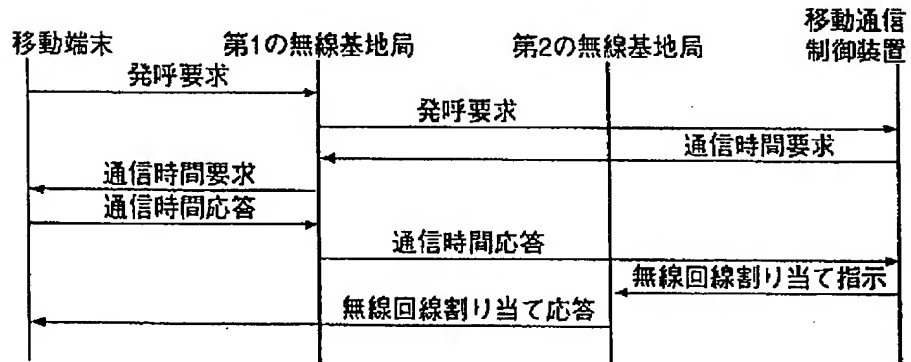 移動端末
第1の無線基地局
第2の無線基地局
移動通信
制御装置
発呼要求
発呼要求
通信時間要求
通信時間要求
通信時間応答
通信時間応答
無線回線割り当て指示
無線回線割り当て応答